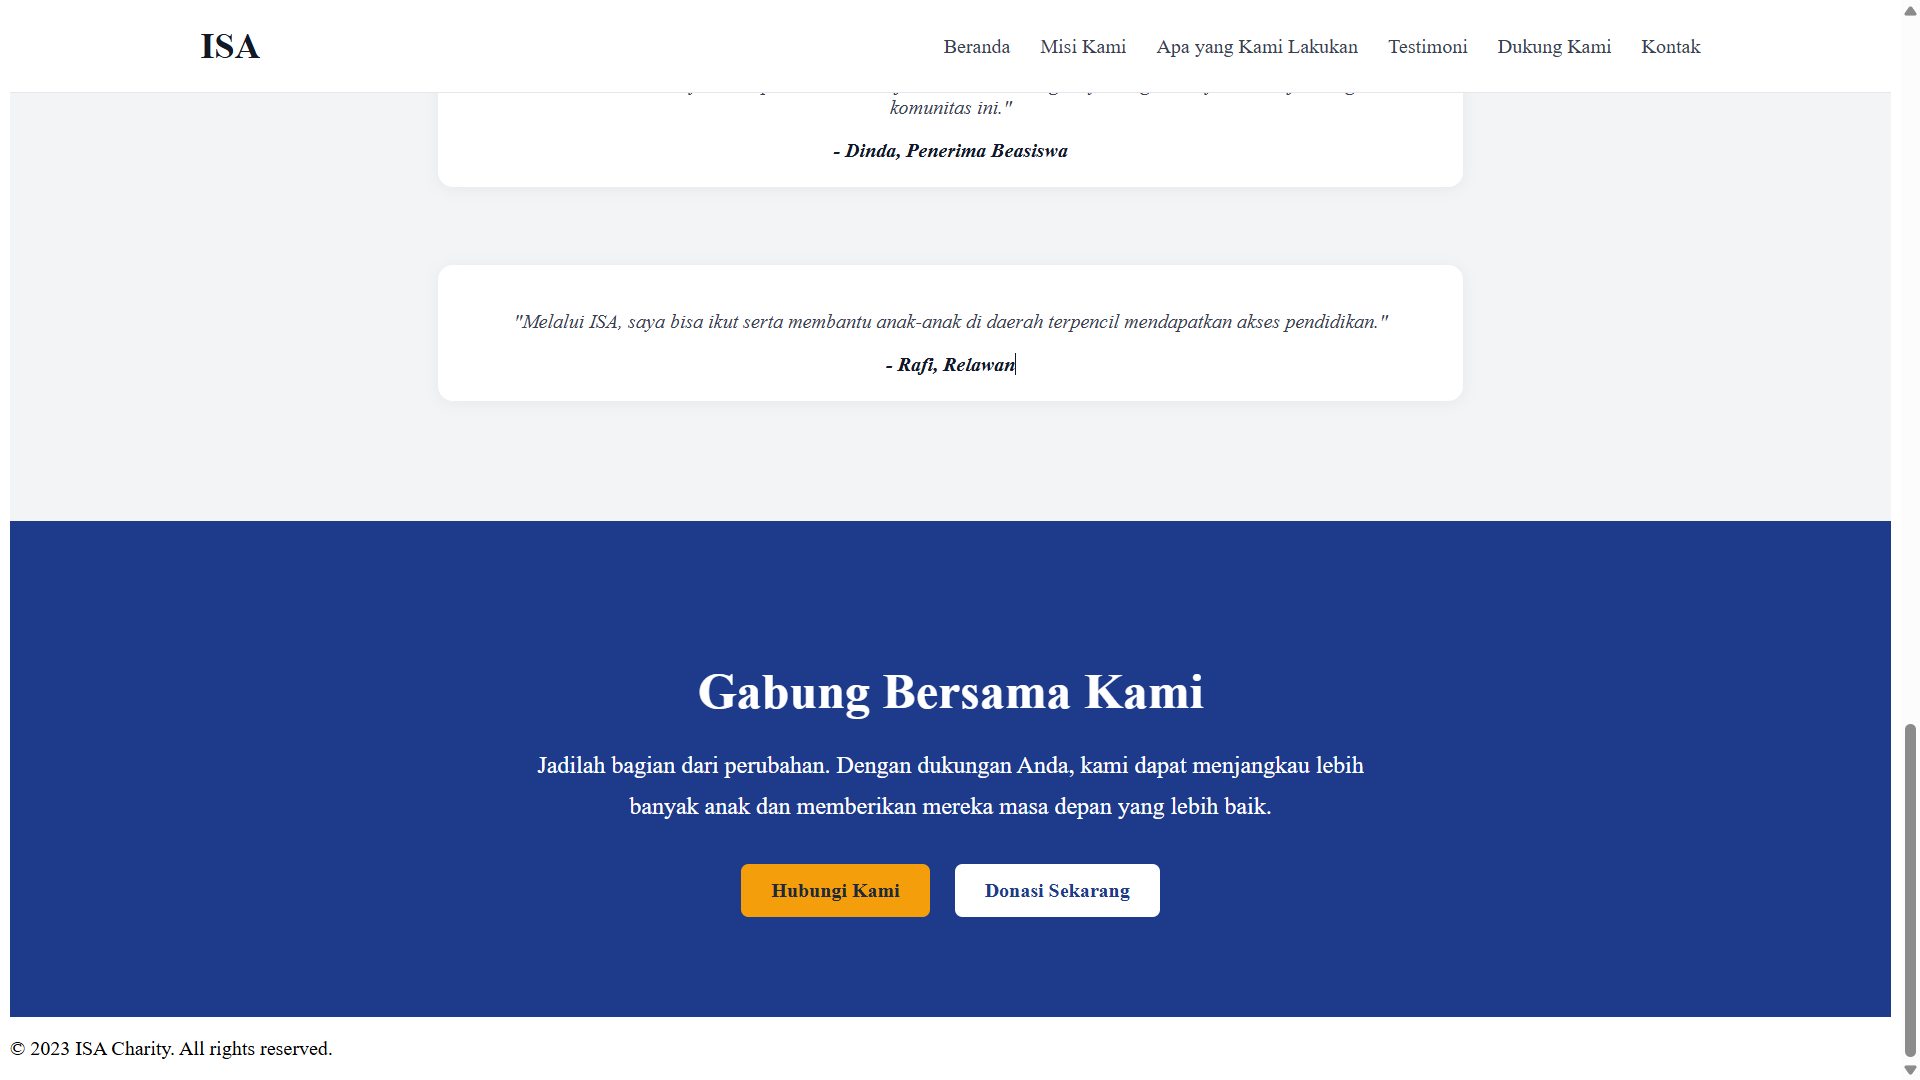 ISA
Beranda
Misi Kami
Apa yang Kami Lakukan
Testimoni
Dukung Kami
Kontak
komunitas ini."
- Dinda, Penerima Beasiswa
"Melalui ISA, saya bisa ikut serta membantu anak-anak di daerah terpencil mendapatkan akses pendidikan."
- Rafi, Relawan
Gabung Bersama Kami
Jadilah bagian dari perubahan. Dengan dukungan Anda, kami dapat menjangkau lebih
banyak anak dan memberikan mereka masa depan yang lebih baik.
Hubungi Kami
Donasi Sekarang
© 2023 ISA Charity. All rights reserved.